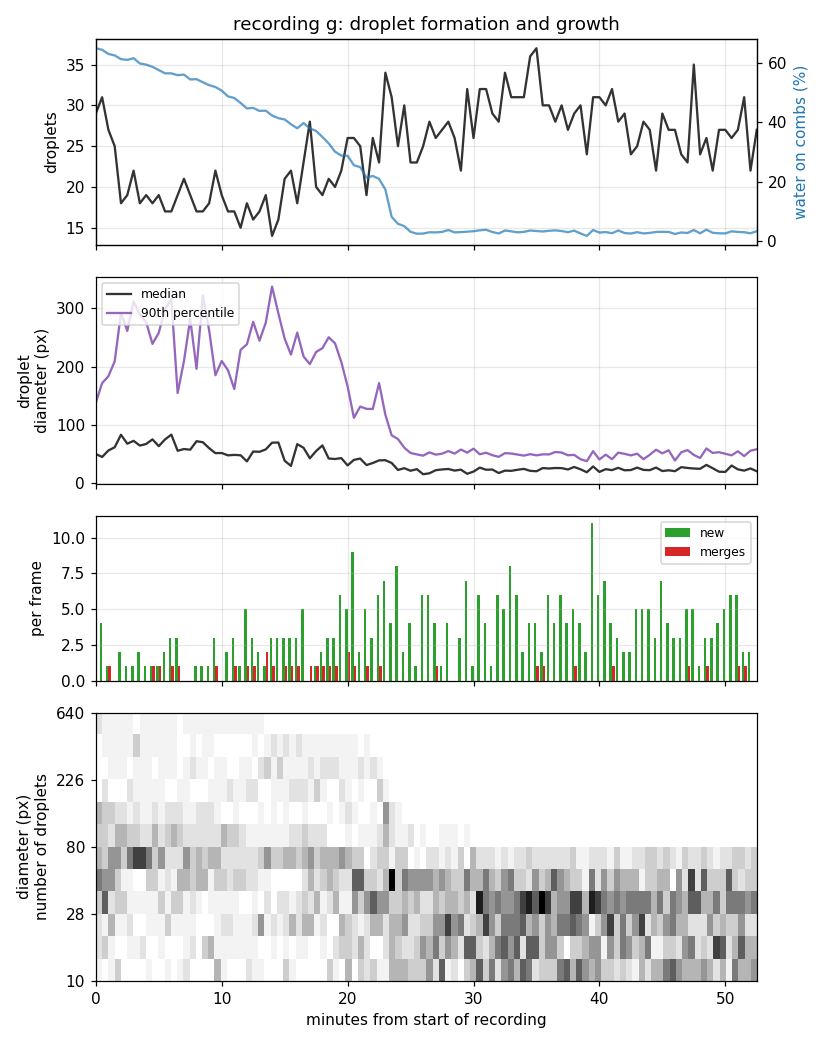 recording g: droplet formation and growth
droplets
35
30
25
20
15
60
40
20
0
water on combs (%)
droplet
diameter (px)
300
200
100
0
median
90th percentile
per frame
10.0
7.5
5.0
2.5
0.0
new
merges
diameter (px)
number of droplets
640
226
80
28
10
0 10 20 30 40 50
minutes from start of recording